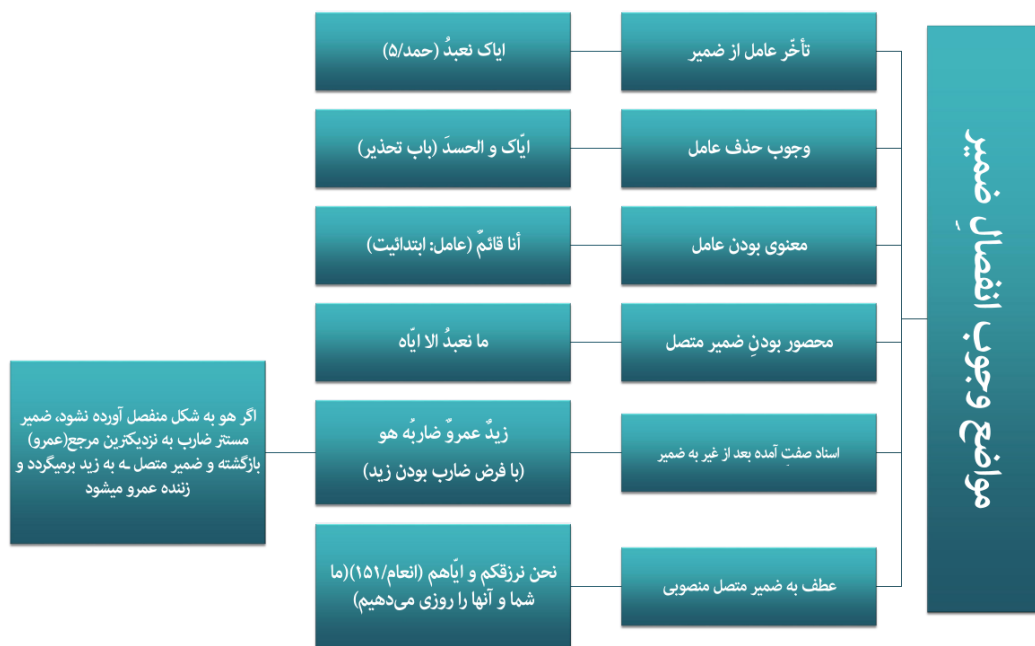 مواضع وجوب انفصالِ ضمیر
تأخّر عامل از ضمیر
ایاک نعبدُ (حمد/۵)
وجوب حذف عامل
ایّاک و الحسدَ (باب تحذیر)
معنوی بودن عامل
أنا قائمٌ (عامل: ابتدائیت)
محصور بودنِ ضمیر متصل
ما نعبدُ الا ایّاه
اسناد صفتِ آمده بعد از غیر به ضمیر
زیدٌ عمروٌ ضاربُه هو
(با فرض ضارب بودن زید)
اگر هو به شکل منفصل آورده نشود، ضمیر
مستتر ضارب به نزدیکترین مرجع(عمرو)
بازگشته و ضمیر متصل ـه به زید برمیگردد و
زننده عمرو میشود
عطف به ضمیر متصل منصوبی
نحن نرزقکم و ایّاهم (انعام/۱۵۱)(ما
شما و آنها را روزی می‌دهیم)